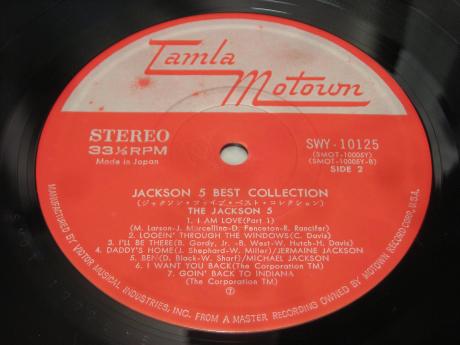 Tamla
Motown
STEREO
33⅓RPM
Made in Japan
SWY-10125
(SMOT-10005Y)
(SMOT-10005Y-B)
SIDE 2
JACKSON 5 BEST COLLECTION
(ジャクソン・ファイブ・ベスト・コレクション)
THE JACKSON 5
1. I AM LOVE(Part 1)
(M. Larson-J. Marcellino-D. Fenceton-R. Rancifer)
2. LOOEIN' THROUGH THE WINDOWS(C. Davis)
3. I'LL BE THERE(B. Gordy, Jr. -B. West-W. Hutch-H. Davis)
4. DADDY'S HOME(J. Shephard-W. Miller)/JERMAINE JACKSON
5. BEN(D. Black-W. Sharf)/MICHAEL JACKSON
6. I WANT YOU BACK(The Corporation TM)
7. GOIN' BACK TO INDIANA
(The Corporation TM)
MANUFACTURED BY VICTOR MUSICAL INDUSTRIES, INC. FROM A MASTER RECORDING OWNED BY MOTOWN RECORD CORP., U.S.A.